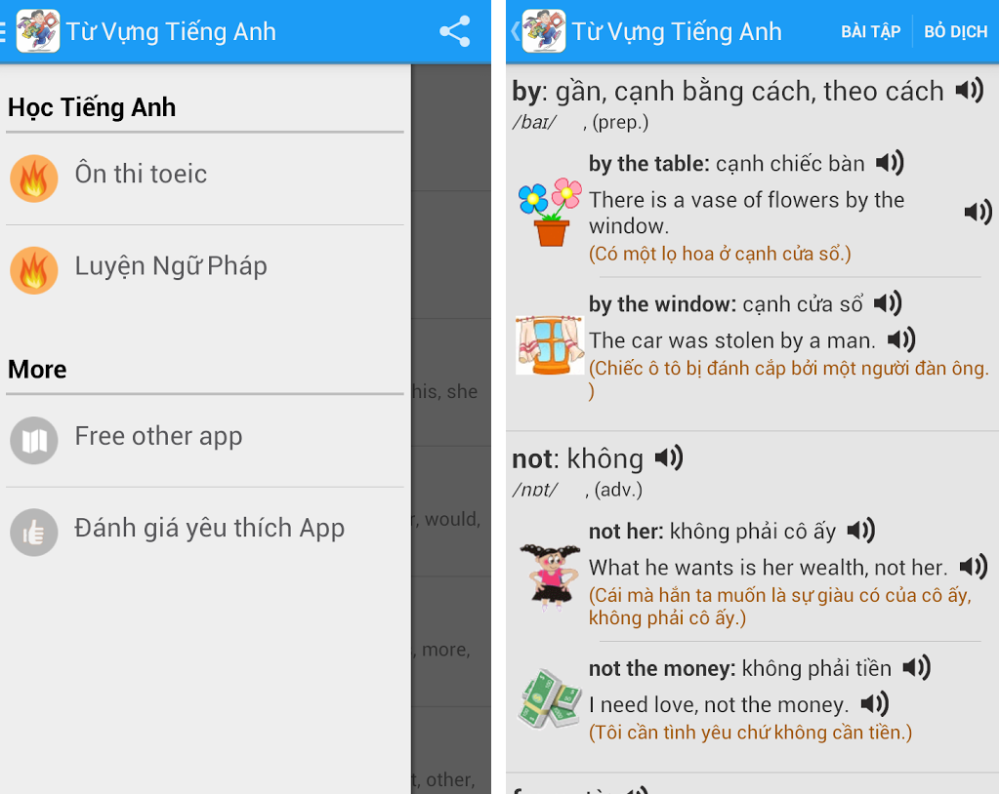 Từ Vựng Tiếng Anh
Học Tiếng Anh
Ôn thi toeic
Luyện Ngữ Pháp
More
Free other app
Đánh giá yêu thích App
his, she
r, would,
, more,
t, other,
Từ Vựng Tiếng Anh BÀI TẬP BỎ DỊCH
by: gần, cạnh bằng cách, theo cách
/baɪ/ , (prep.)
by the table: cạnh chiếc bàn
There is a vase of flowers by the
window.
(Có một lọ hoa ở cạnh cửa sổ.)
by the window: cạnh cửa sổ
The car was stolen by a man.
(Chiếc ô tô bị đánh cắp bởi một người đàn ông.
)
not: không
/nɒt/ , (adv.)
not her: không phải cô ấy
What he wants is her wealth, not her.
(Cái mà hắn ta muốn là sự giàu có của cô ấy,
không phải cô ấy.)
not the money: không phải tiền
I need love, not the money.
(Tôi cần tình yêu chứ không cần tiền.)